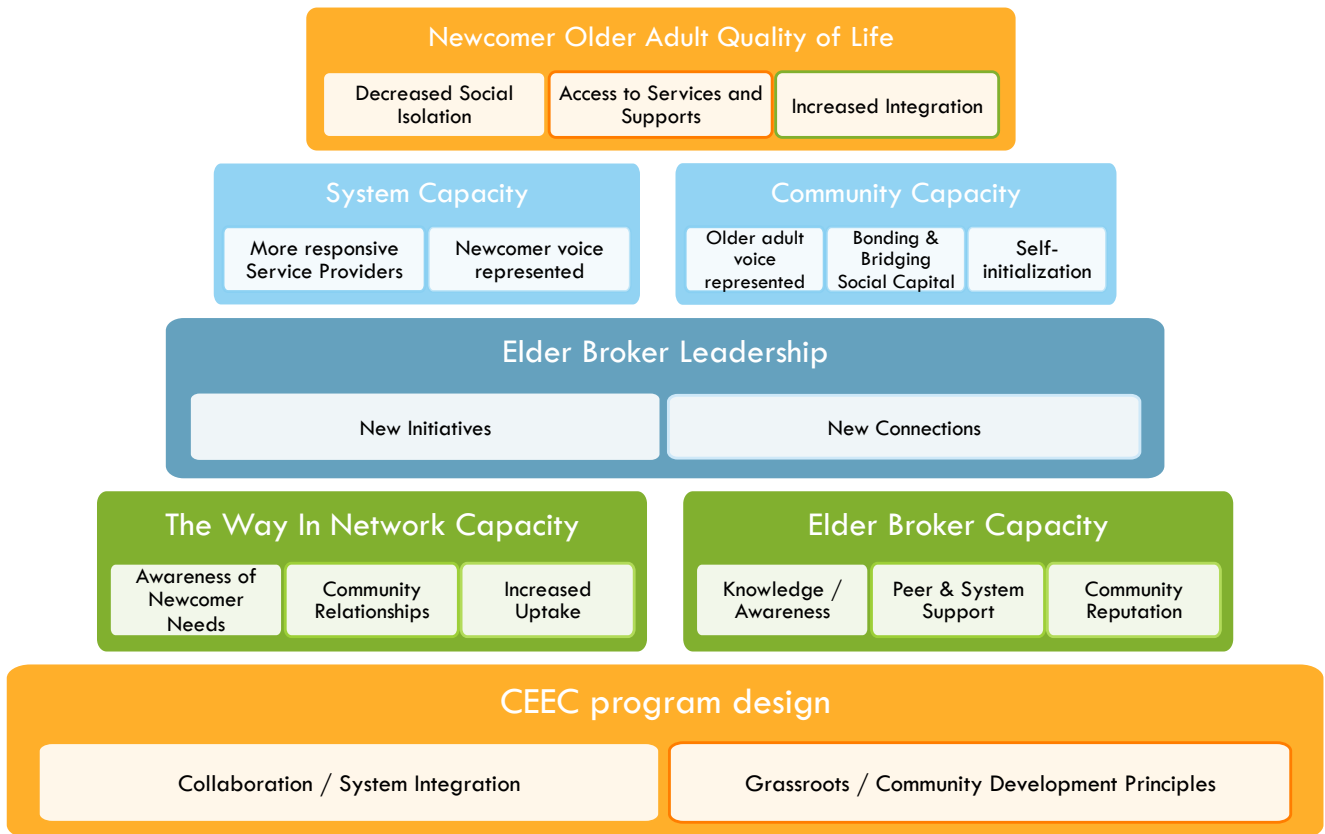 Newcomer Older Adult Quality of Life
Decreased Social
Isolation
Access to Services and
Supports
Increased Integration
System Capacity
More responsive
Service Providers
Newcomer voice
represented
Community Capacity
Older adult
voice
represented
Bonding &
Bridging
Social Capital
Self-
initialization
Elder Broker Leadership
New Initiatives
New Connections
The Way In Network Capacity
Awareness of
Newcomer
Needs
Community
Relationships
Increased
Uptake
Elder Broker Capacity
Knowledge /
Awareness
Peer & System
Support
Community
Reputation
CEEC program design
Collaboration / System Integration
Grassroots / Community Development Principles